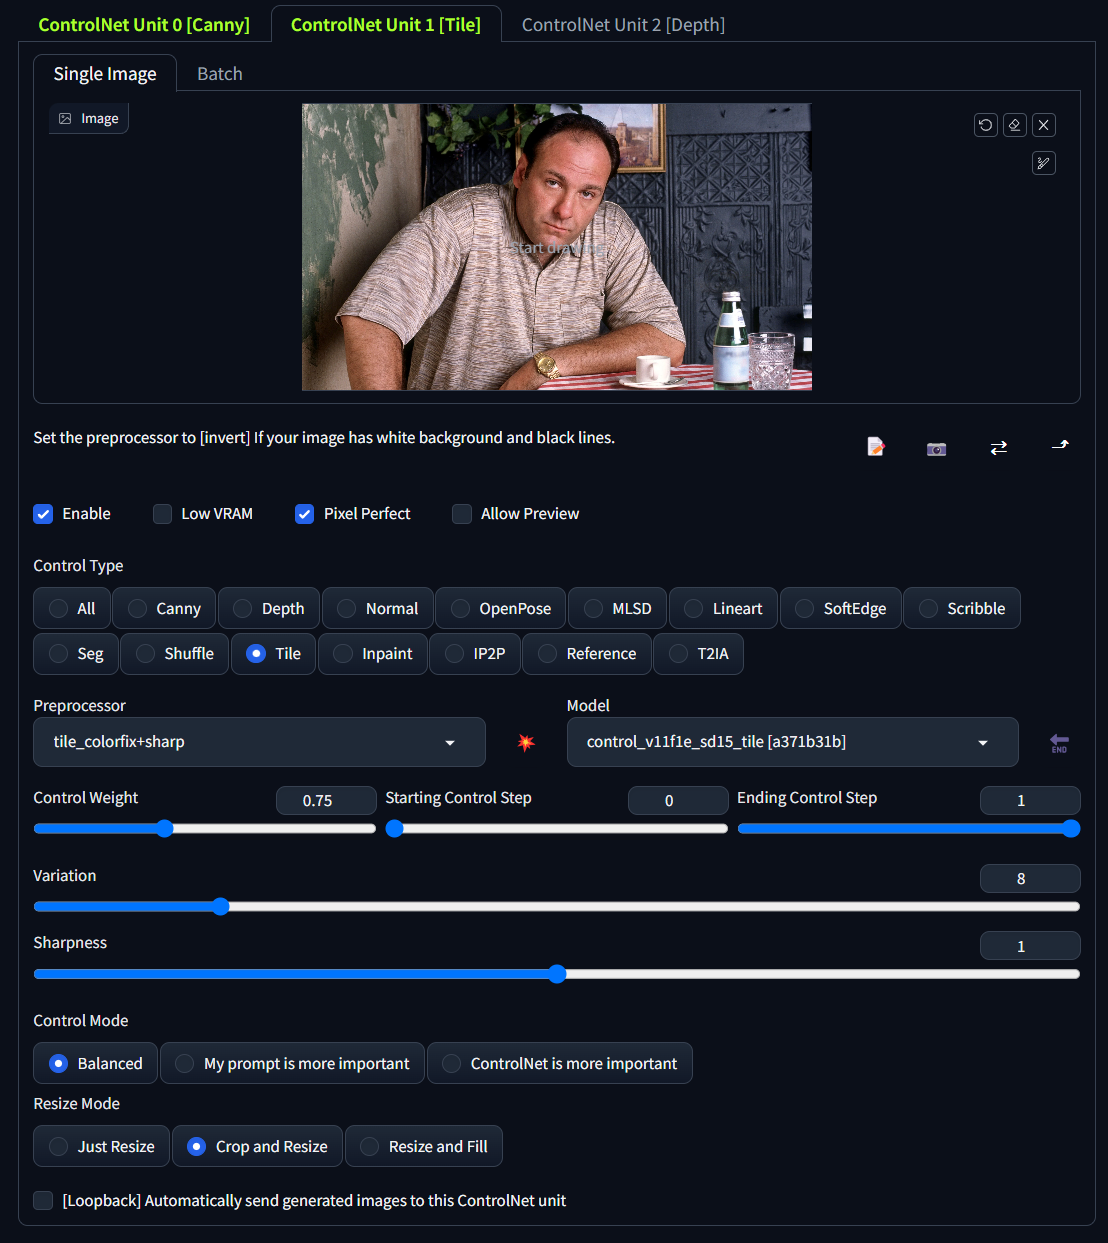 ControlNet Unit 0 [Canny] ControlNet Unit 1 [Tile] ControlNet Unit 2 [Depth]
Single Image Batch
Image
Start drawing
Set the preprocessor to [invert] If your image has white background and black lines.
END
Enable Low VRAM Pixel Perfect Allow Preview
Control Type
All Canny Depth Normal OpenPose MLSD Lineart SoftEdge Scribble
Seg Shuffle Tile Inpaint IP2P Reference T2IA
Preprocessor Model
tile_colorfix+sharp control_v11f1e_sd15_tile [a371b31b]
Control Weight 0.75 Starting Control Step 0 Ending Control Step 1
Variation 8
Sharpness 1
Control Mode
Balanced My prompt is more important ControlNet is more important
Resize Mode
Just Resize Crop and Resize Resize and Fill
[Loopback] Automatically send generated images to this ControlNet unit